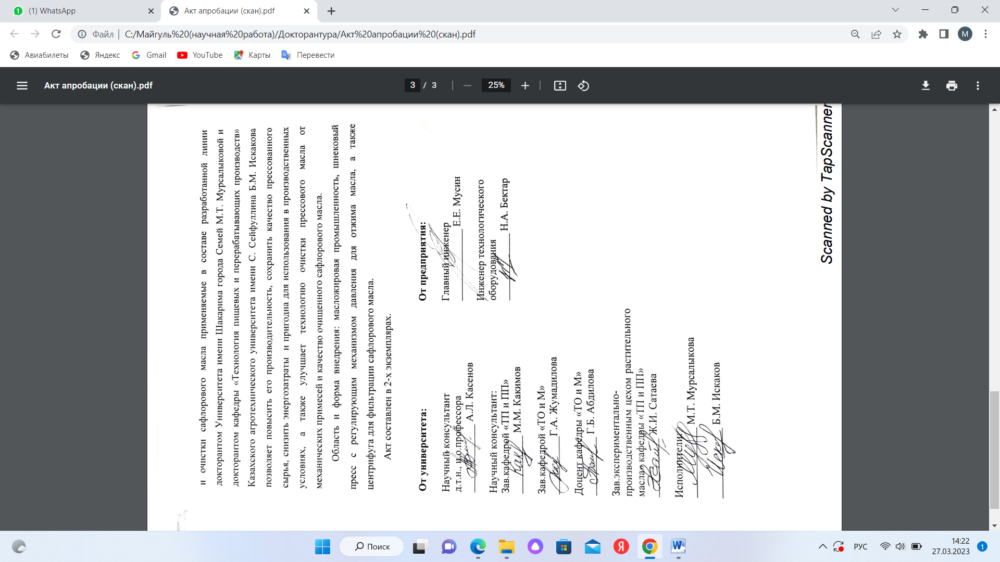 (1) WhatsApp
Акт апробации (скан).pdf
Файл
C:/Майгуль%20(научная%20работа)/Докторантура/Акт%20апробации%20(скан).pdf
М
Авиабилеты
Яндекс
Gmail
YouTube
Карты
Перевести
Акт апробации (скан).pdf
3 / 3
25%
и очистки сафлорового масла применяемые в составе разработанной линии
докторантом Университета имени Шакарима города Семей М.Т. Мурсалыковой и
докторантом кафедры «Технология пищевых и перерабатывающих производств»
Казахского агротехнического университета имени С. Сейфуллина Б.М. Искакова
позволяет повысить его производительность, сохранить качество прессованного
сырья, снизить энергозатраты и пригодна для использования в производственных
условиях, а также улучшает технологию очистки прессового масла от
механических примесей и качество очищенного сафлорового масла.
Область и форма внедрения: масложировая промышленность, шнековый
пресс с регулирующим механизмом давления для отжима масла, а также
центрифуга для фильтрации сафлорового масла.
Акт составлен в 2-х экземплярах.
От университета:
Научный консультант
д.т.н., и.о.профессора
А.Л. Касенов
Научный консультант:
Зав.кафедрой «ТП и ПП»
М.М. Какимов
Зав.кафедрой «ТО и М»
Г.А. Жумадилова
Доцент кафедры «ТО и М»
Г.Б. Абдилова
Зав.экспериментально-
производственным цехом растительного
масла кафедры «ТП и ПП»
Ж.И. Сатаева
Исполнители:
М.Т. Мурсалыкова
Б.М. Искаков
От предприятия:
Главный инженер
Е.Е. Мусин
Инженер технологического
оборудования
Н.А. Бектар
Scanned by TapScanner
Поиск
РУС
14:22
27.03.2023
1